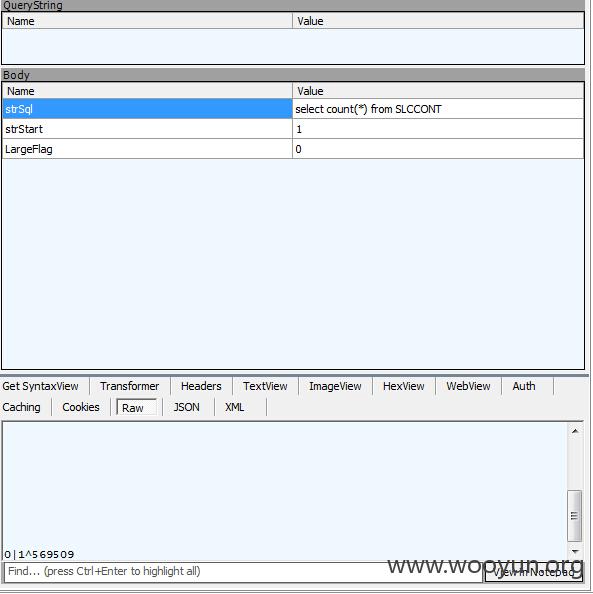 QueryString
Name Value
Body
Name Value
strSql select count(*) from SLCCONT
strStart 1
LargeFlag 0
Get SyntaxView Transformer Headers TextView ImageView HexView WebView Auth
Caching Cookies Raw JSON XML
0|1^569509
Find... (press Ctrl+Enter to highlight all) View in Notepad
www.wooyun.org